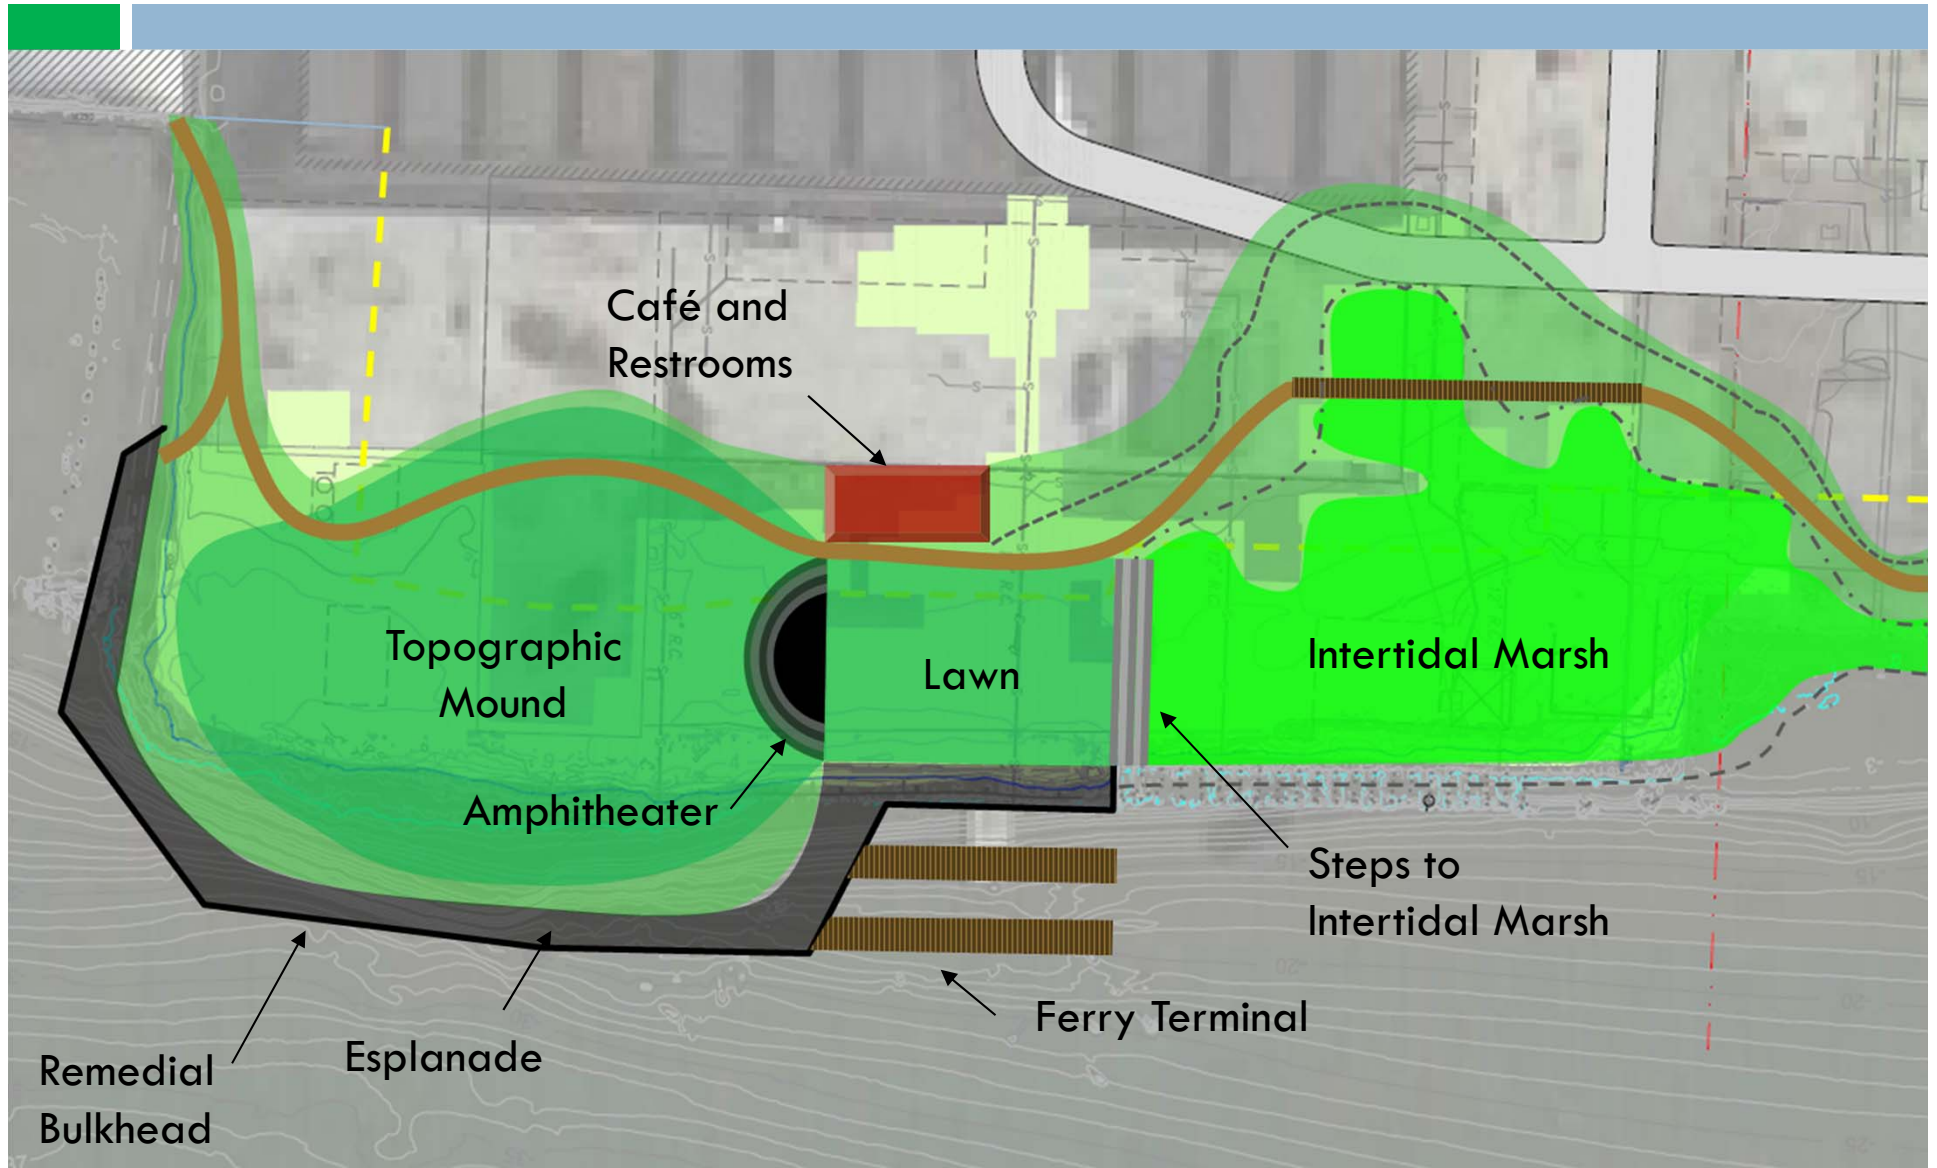 Café and
Restrooms
Topographic
Mound
Lawn
Intertidal Marsh
Amphitheater
Steps to
Intertidal Marsh
Ferry Terminal
Esplanade
Remedial
Bulkhead